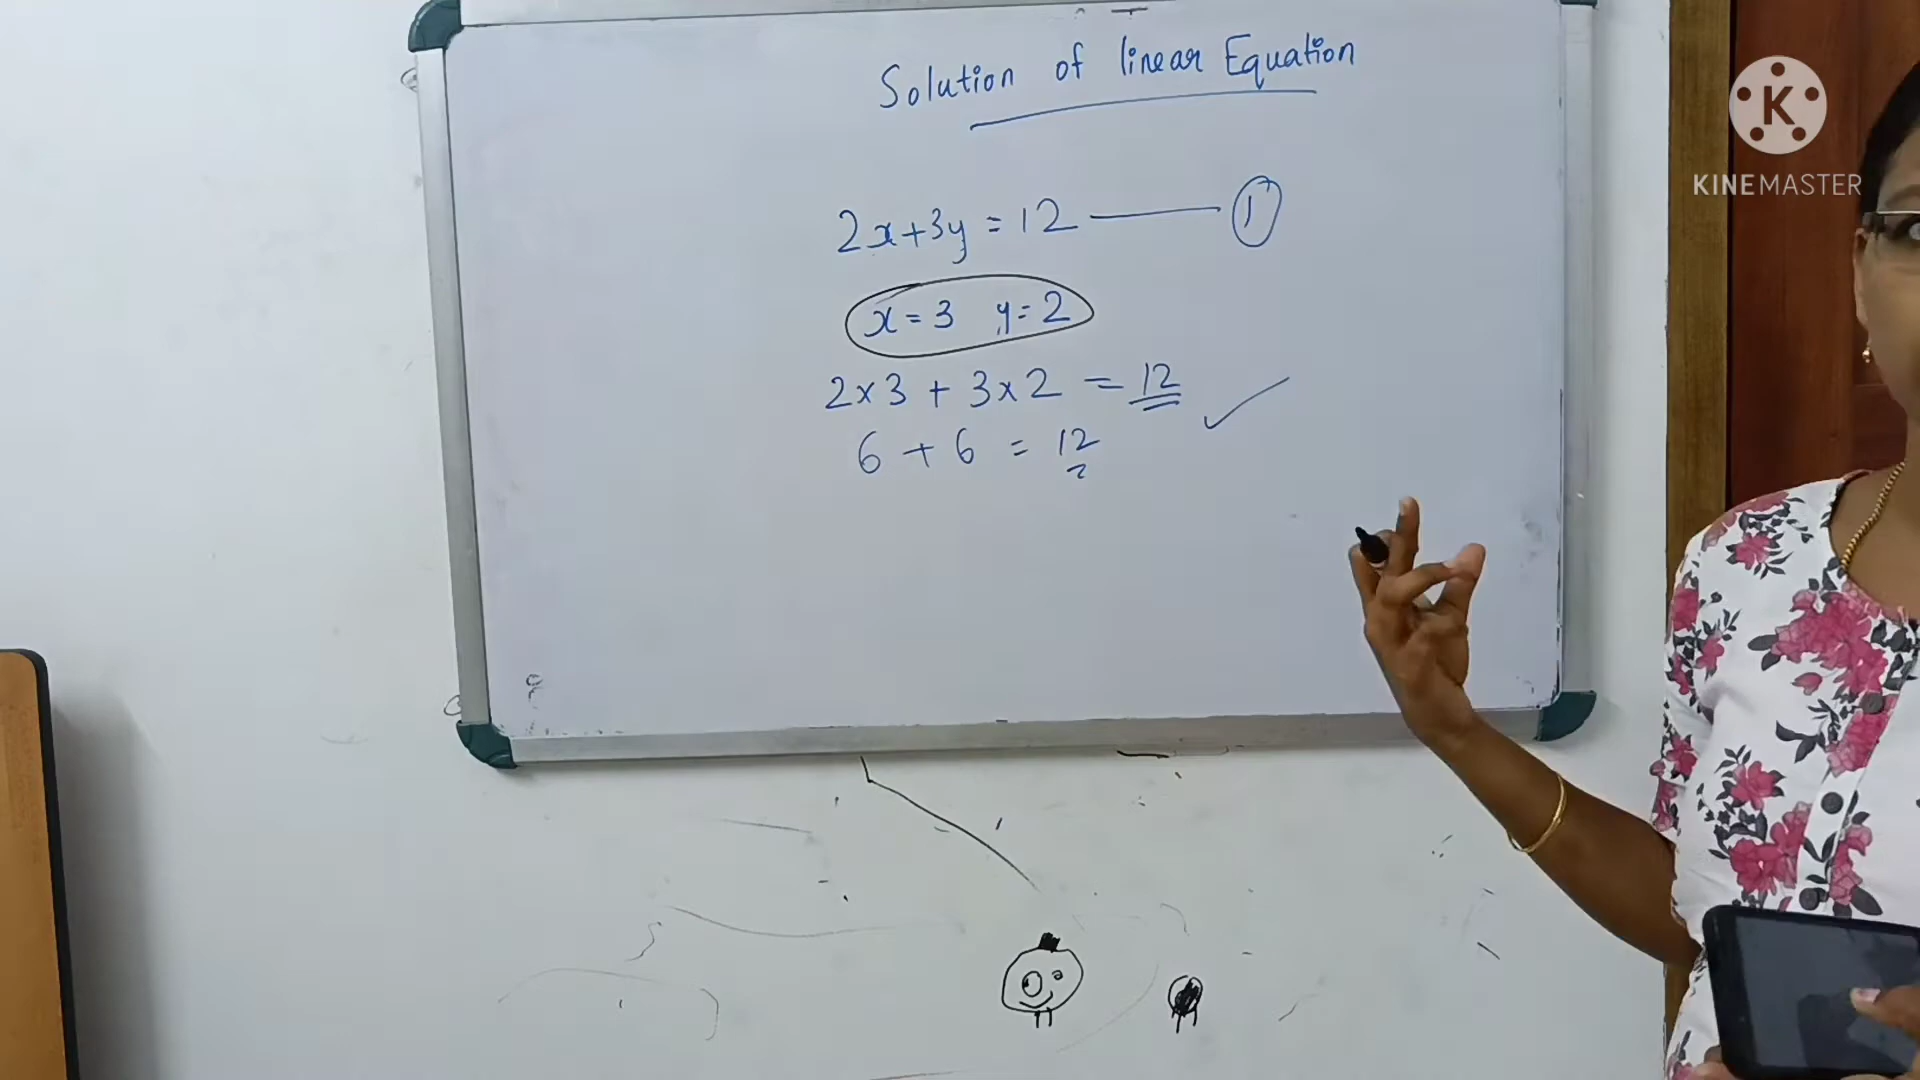 Solution of linear Equation
2x+3y = 12 ——— ①
x = 3 y = 2
2×3 + 3×2 = 12 ✓
6 + 6 = 12
K
KINEMASTER